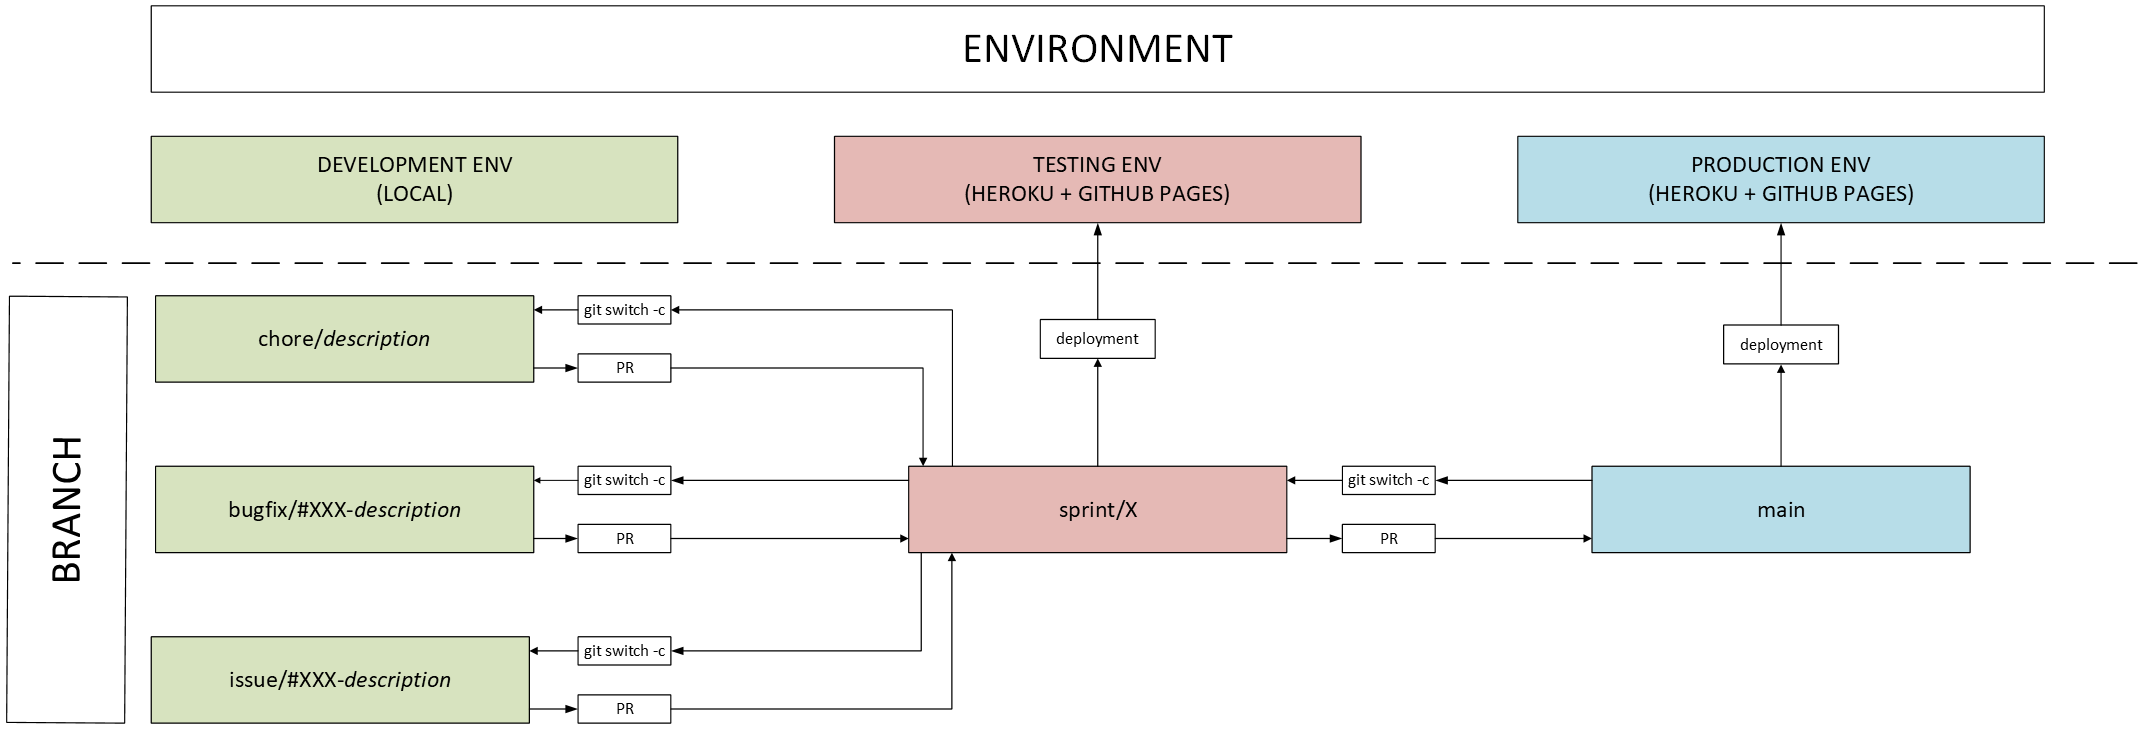 ENVIRONMENT
DEVELOPMENT ENV
(LOCAL)
TESTING ENV
(HEROKU + GITHUB PAGES)
PRODUCTION ENV
(HEROKU + GITHUB PAGES)
BRANCH
chore/description
git switch -c
PR
deployment
deployment
bugfix/#XXX-description
git switch -c
PR
sprint/X
git switch -c
PR
main
issue/#XXX-description
git switch -c
PR